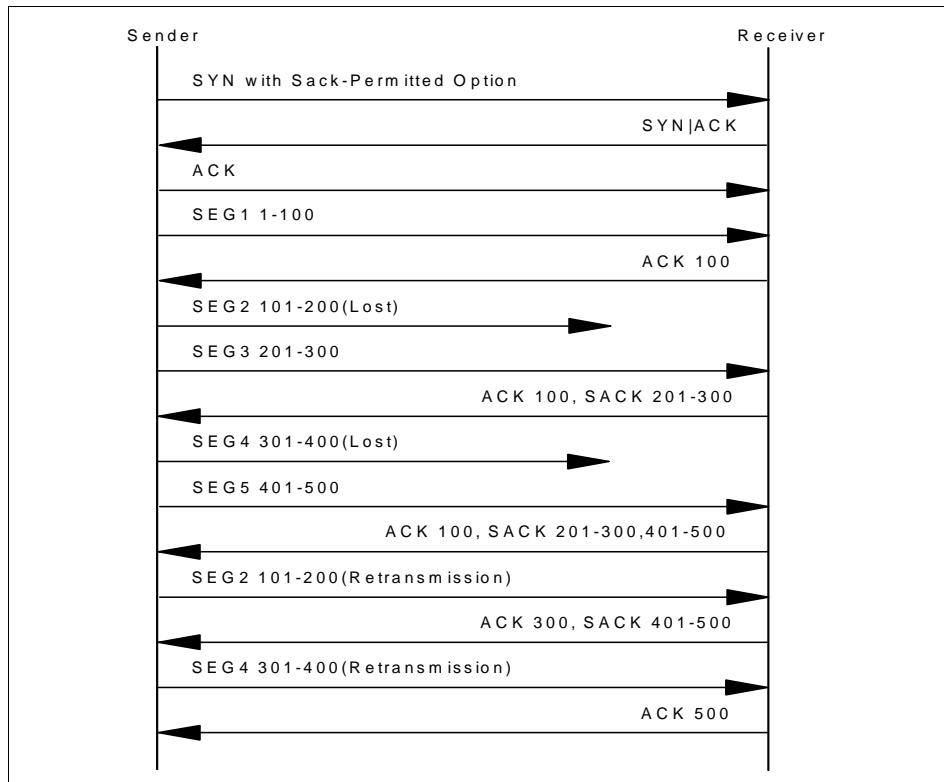 Sender
Receiver
SYN with Sack-Permitted Option
SYN|ACK
ACK
SEG1 1-100
ACK 100
SEG2 101-200(Lost)
SEG3 201-300
ACK 100, SACK 201-300
SEG4 301-400(Lost)
SEG5 401-500
ACK 100, SACK 201-300,401-500
SEG2 101-200(Retransmission)
ACK 300, SACK 401-500
SEG4 301-400(Retransmission)
ACK 500